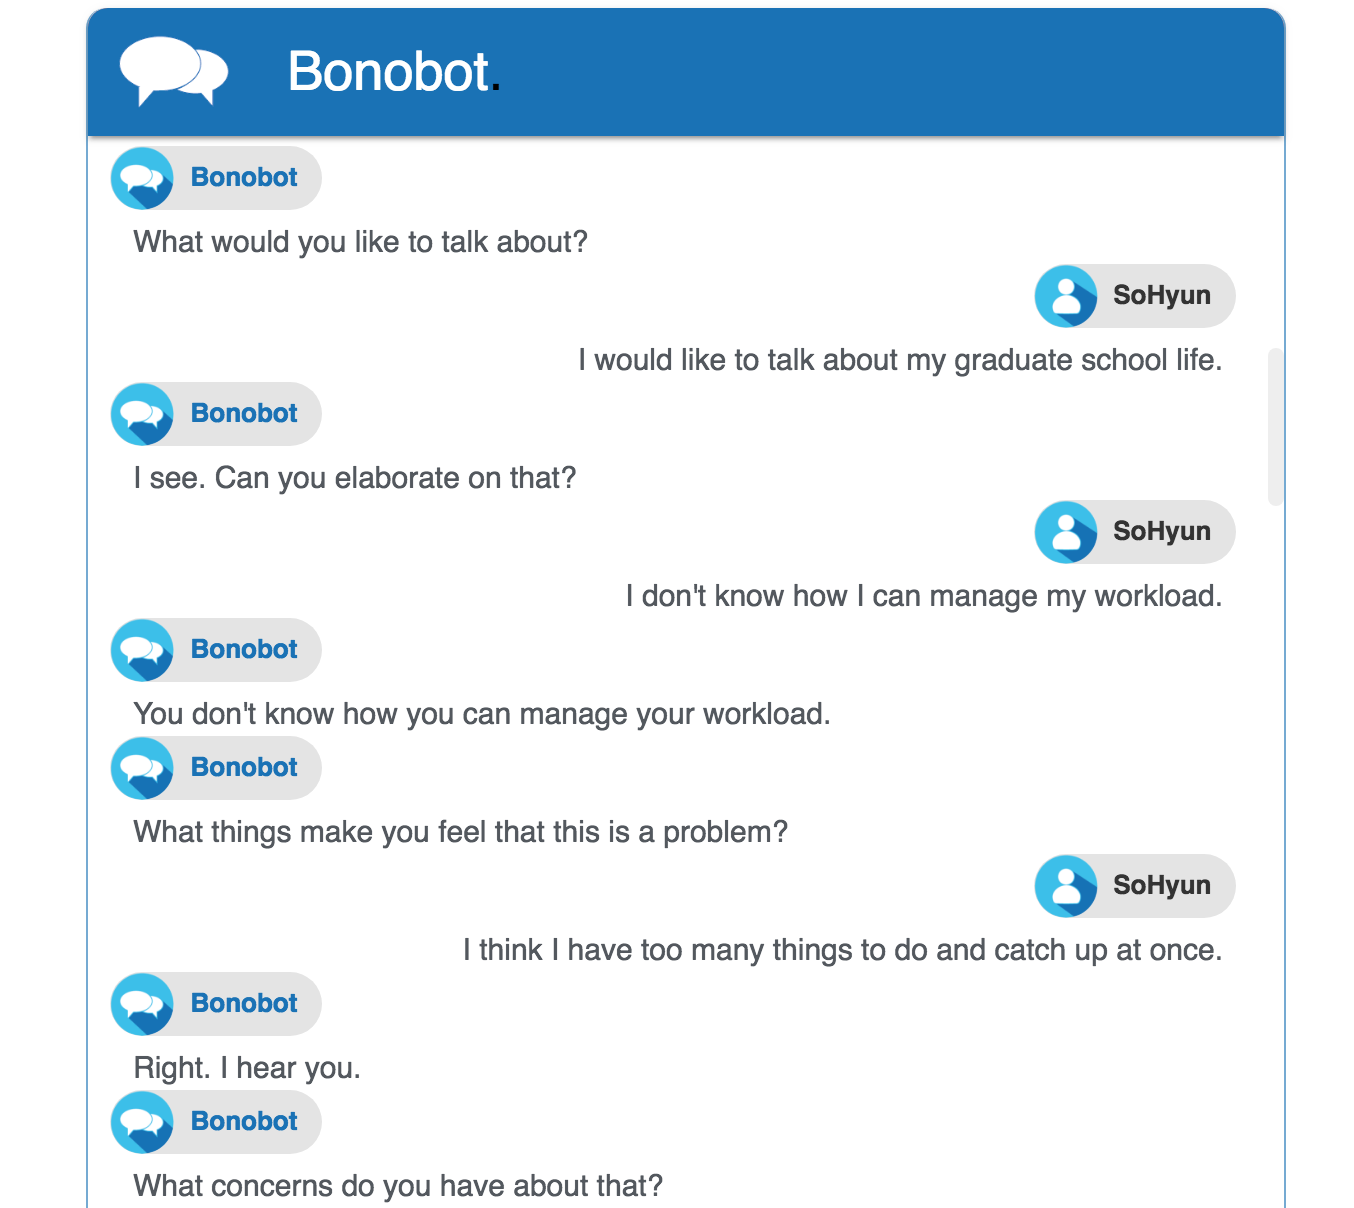 Bonobot.
Bonobot
What would you like to talk about?
SoHyun
I would like to talk about my graduate school life.
Bonobot
I see. Can you elaborate on that?
SoHyun
I don't know how I can manage my workload.
Bonobot
You don't know how you can manage your workload.
Bonobot
What things make you feel that this is a problem?
SoHyun
I think I have too many things to do and catch up at once.
Bonobot
Right. I hear you.
Bonobot
What concerns do you have about that?